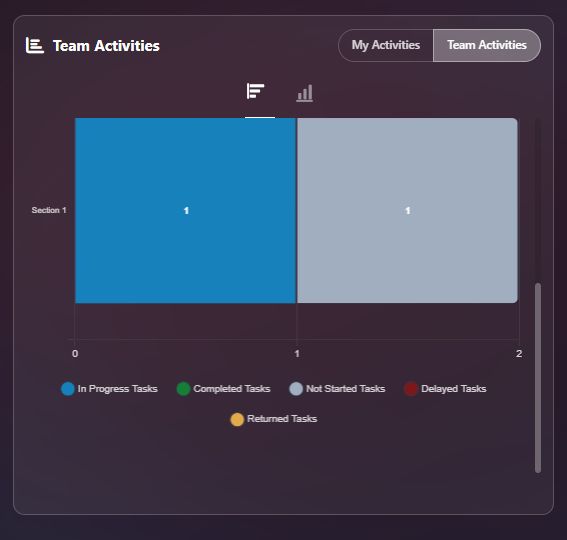 Team Activities
My Activities
Team Activities
Section 1
1
1
0
1
2
In Progress Tasks
Completed Tasks
Not Started Tasks
Delayed Tasks
Returned Tasks